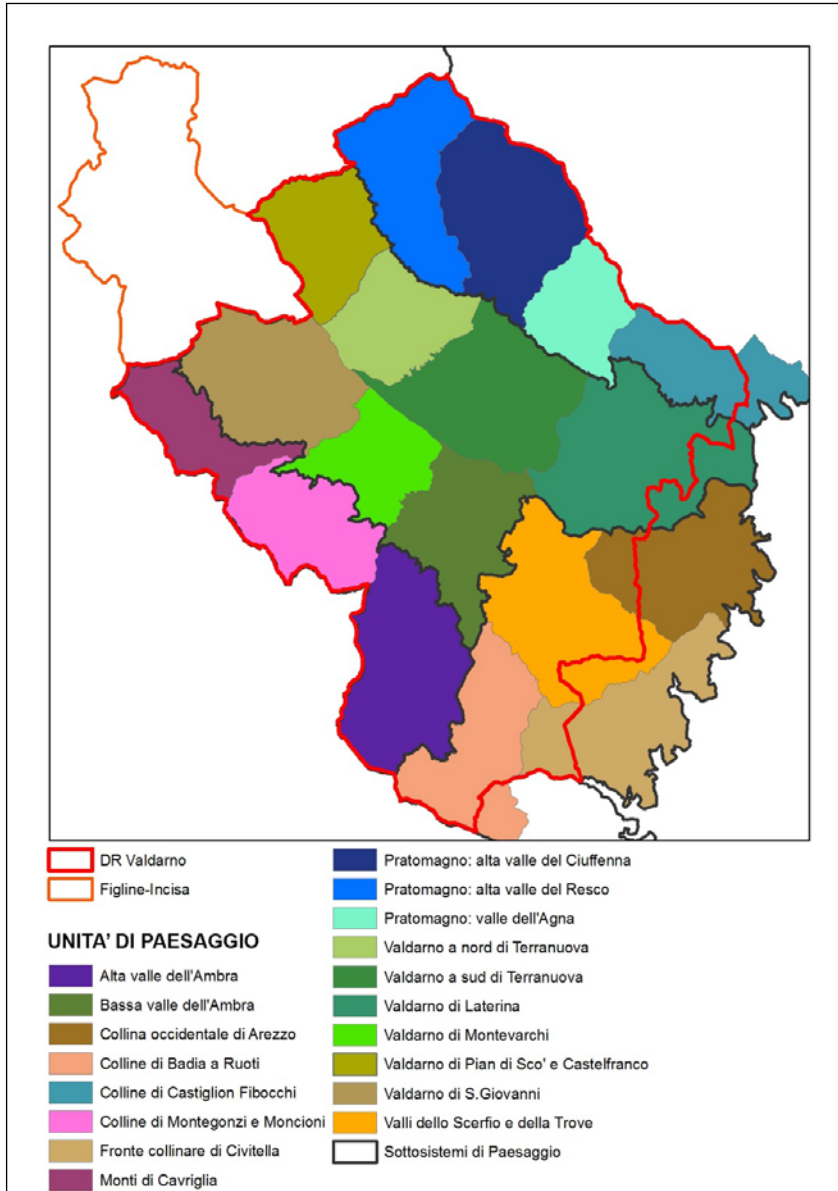 DR Valdarno
Figline-Incisa
UNITA' DI PAESAGGIO
Alta valle dell'Ambra
Bassa valle dell'Ambra
Collina occidentale di Arezzo
Colline di Badia a Ruoti
Colline di Castiglion Fibocchi
Colline di Montegonzi e Moncioni
Fronte collinare di Civitella
Monti di Cavriglia
Pratomagno: alta valle del Ciuffenna
Pratomagno: alta valle del Resco
Pratomagno: valle dell'Agna
Valdarno a nord di Terranuova
Valdarno a sud di Terranuova
Valdarno di Laterina
Valdarno di Montevarchi
Valdarno di Pian di Sco' e Castelfranco
Valdarno di S.Giovanni
Valli dello Scerfio e della Trove
Sottosistemi di Paesaggio